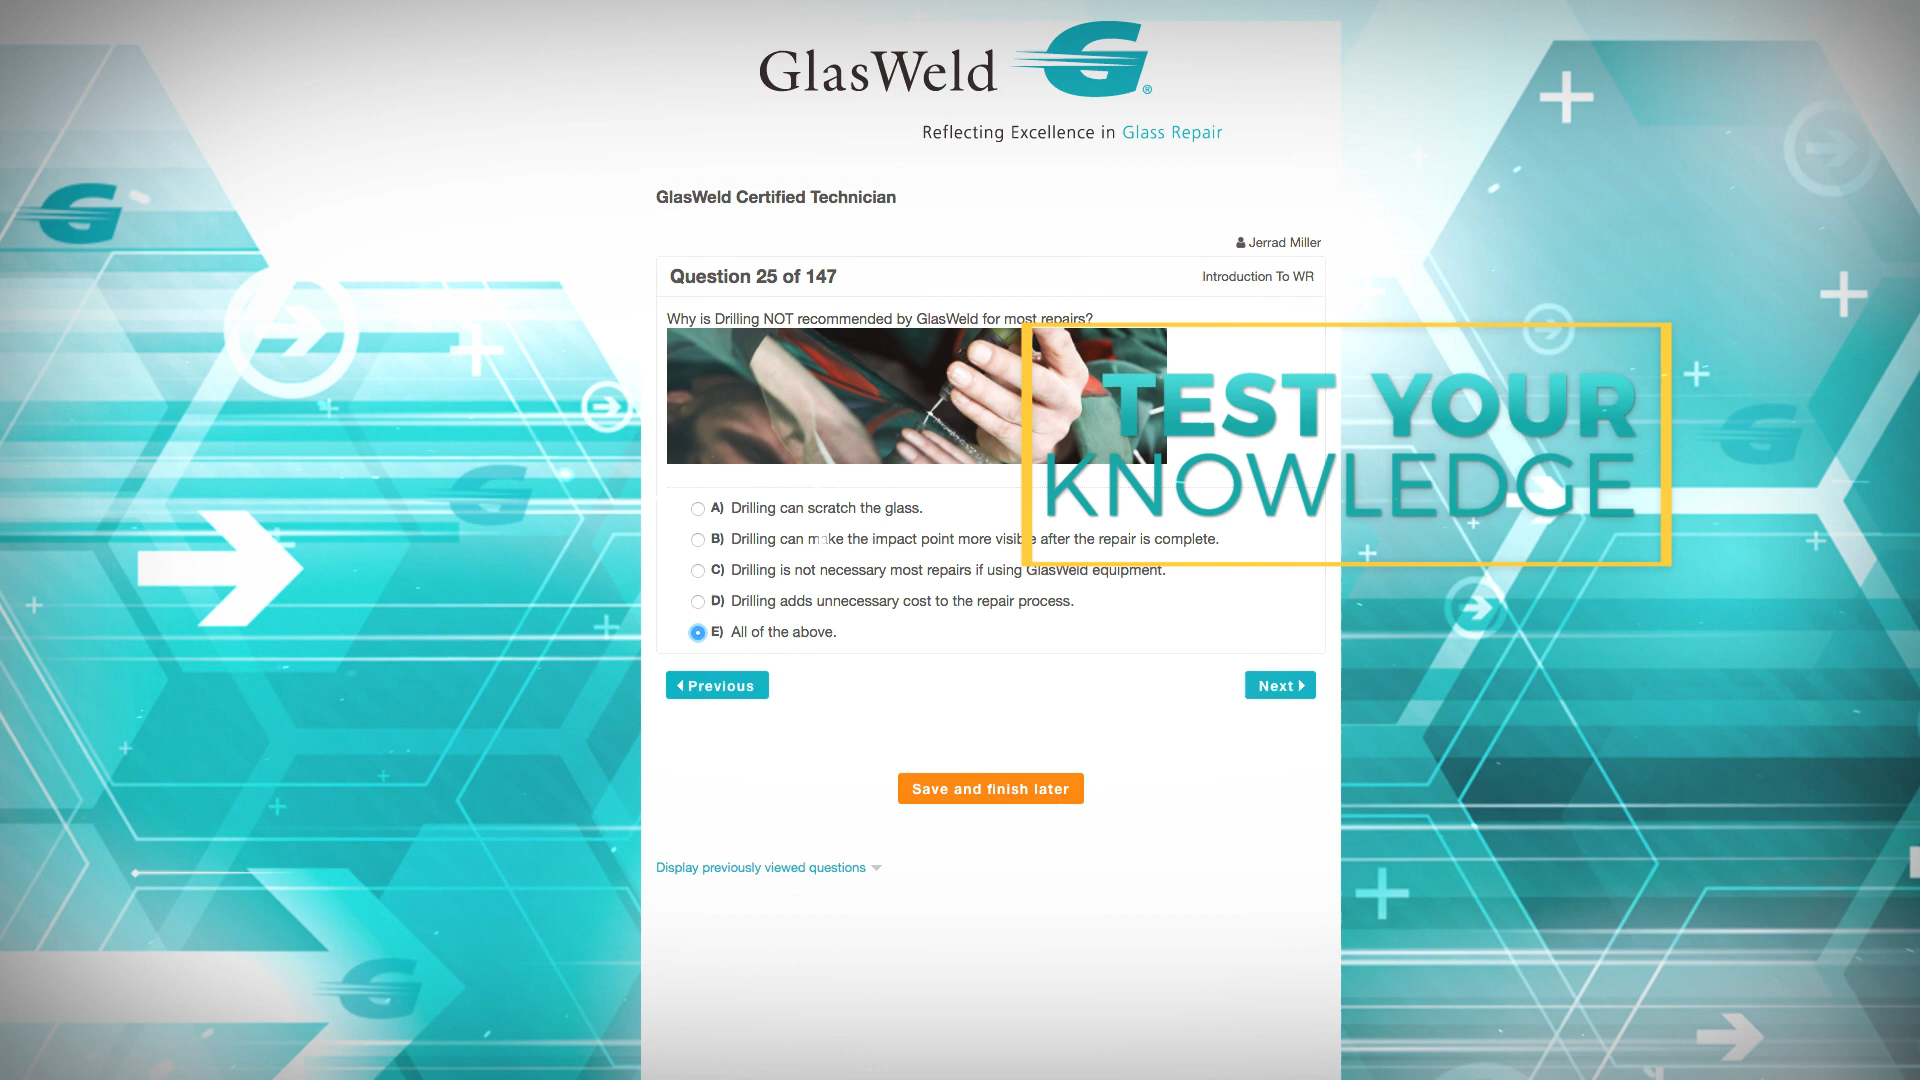 GlasWeld
Reflecting Excellence in Glass Repair
GlasWeld Certified Technician
Jerrad Miller
Question 25 of 147
Introduction To WR
Why is Drilling NOT recommended by GlasWeld for most repairs?
TEST YOUR
KNOWLEDGE
A) Drilling can scratch the glass.
B) Drilling can make the impact point more visible after the repair is complete.
C) Drilling is not necessary most repairs if using GlasWeld equipment.
D) Drilling adds unnecessary cost to the repair process.
E) All of the above.
Previous
Next
Save and finish later
Display previously viewed questions